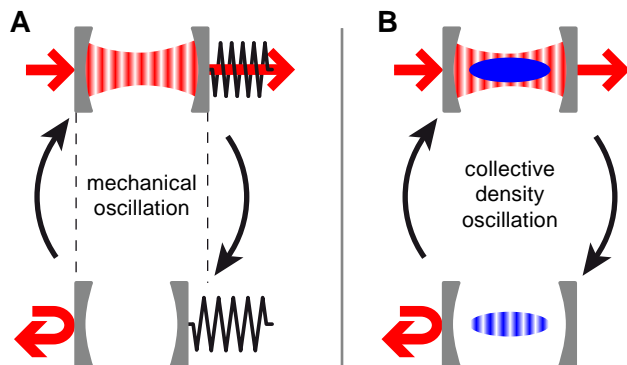 A
B
mechanical
oscillation
collective
density
oscillation